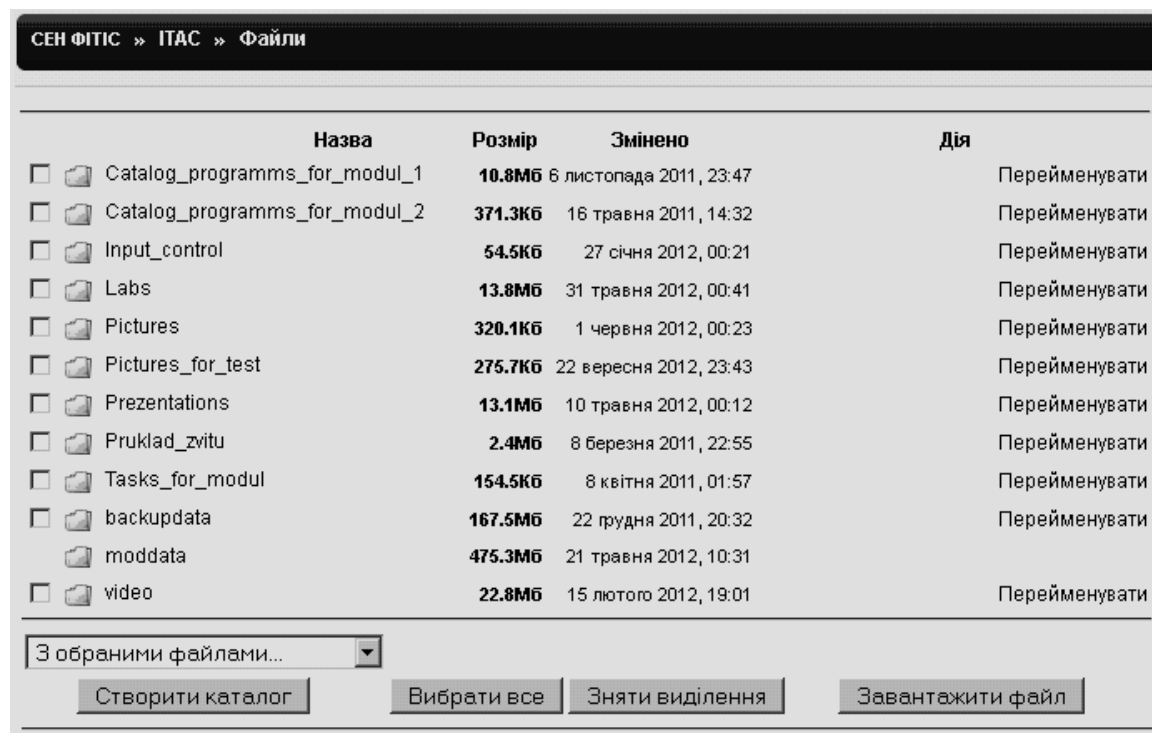 СЕН ФІТІС » ІТАС » Файли
Назва Розмір Змінено Дія
Catalog_programms_for_modul_1 10.8Мб 6 листопада 2011, 23:47 Перейменувати
Catalog_programms_for_modul_2 371.3Кб 16 травня 2011, 14:32 Перейменувати
Input_control 54.5Кб 27 січня 2012, 00:21 Перейменувати
Labs 13.8Мб 31 травня 2012, 00:41 Перейменувати
Pictures 320.1Кб 1 червня 2012, 00:23 Перейменувати
Pictures_for_test 275.7Кб 22 вересня 2012, 23:43 Перейменувати
Prezentations 13.1Мб 10 травня 2012, 00:12 Перейменувати
Pruklad_zvitu 2.4Мб 8 березня 2011, 22:55 Перейменувати
Tasks_for_modul 154.5Кб 8 квітня 2011, 01:57 Перейменувати
backupdata 167.5Мб 22 грудня 2011, 20:32 Перейменувати
moddata 475.3Мб 21 травня 2012, 10:31
video 22.8Мб 15 лютого 2012, 19:01 Перейменувати
З обраними файлами...
Створити каталог Вибрати все Зняти виділення Завантажити файл